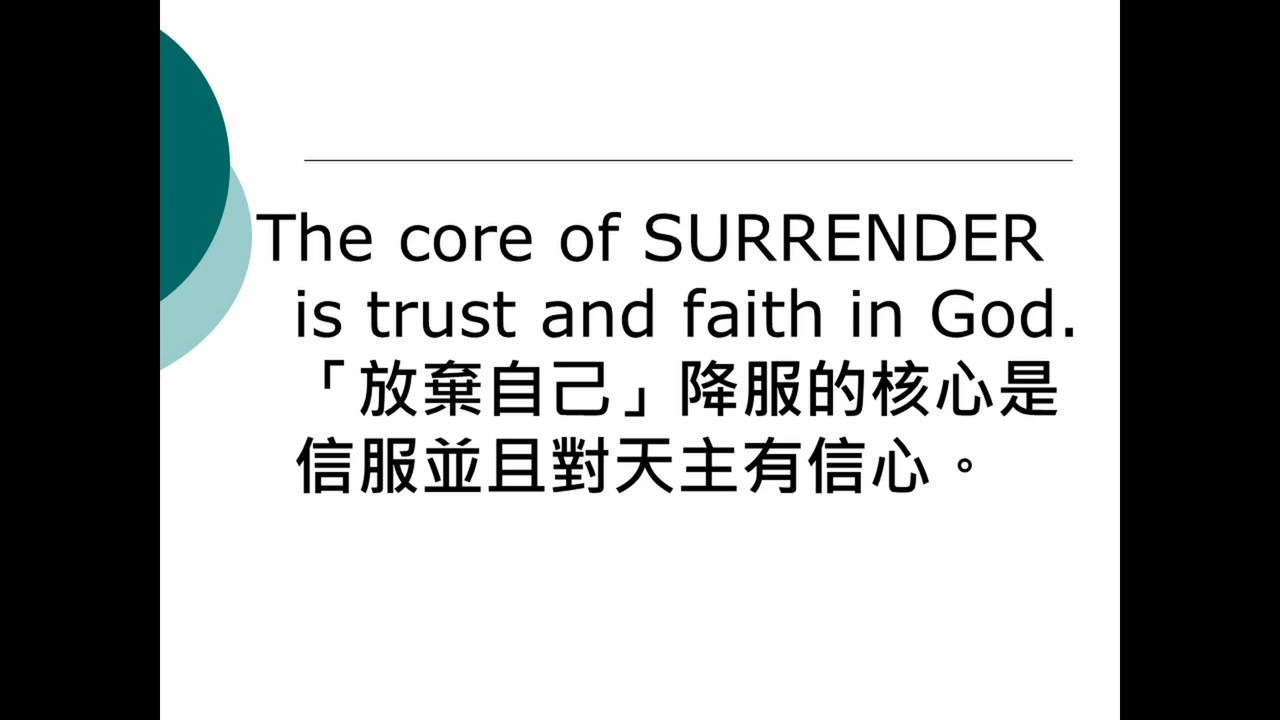 The core of SURRENDER
is trust and faith in God.
「放棄自己」降服的核心是
信服並且對天主有信心。